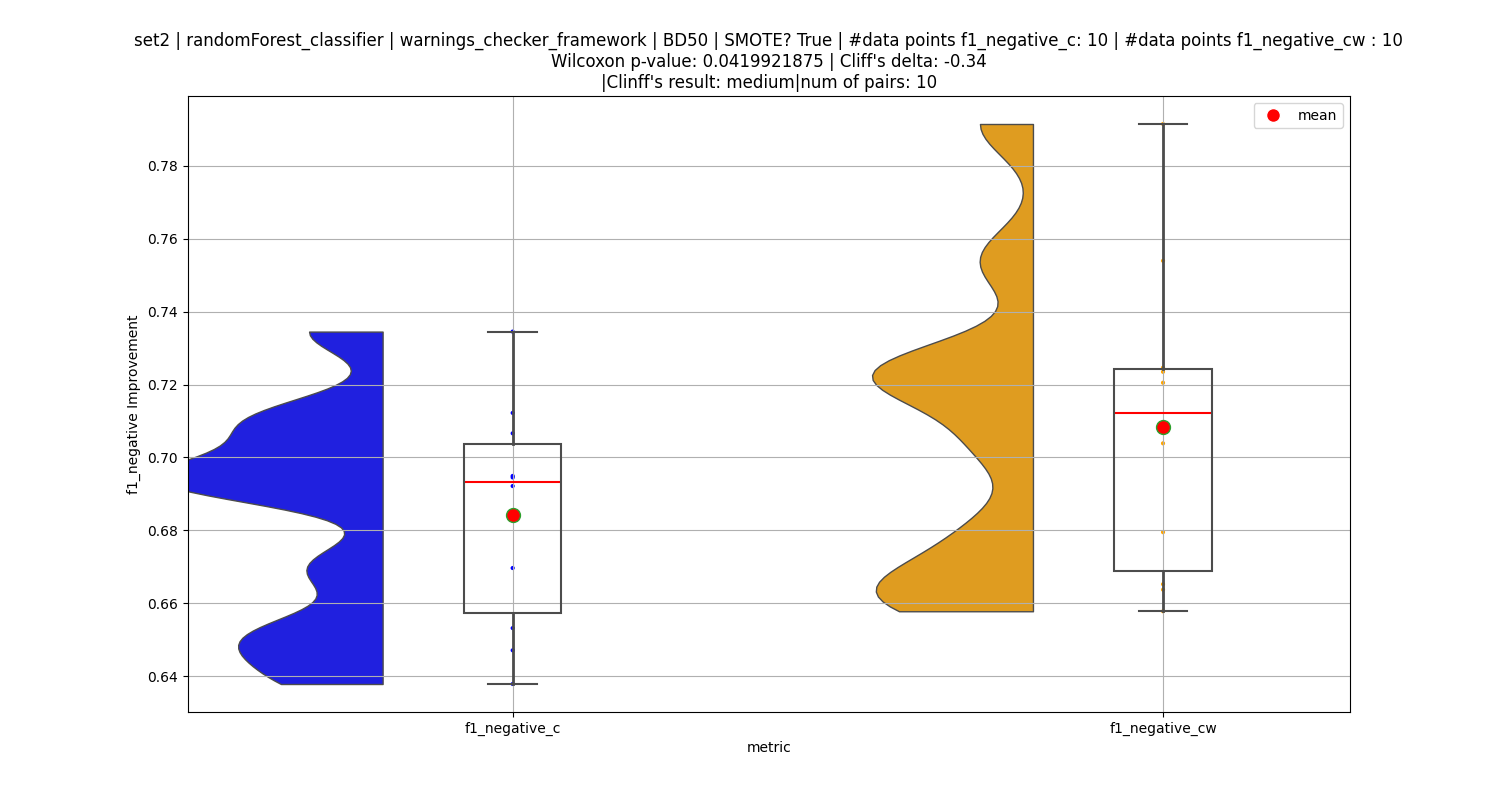 set2 | randomForest_classifier | warnings_checker_framework | BD50 | SMOTE? True | #data points f1_negative_c: 10 | #data points f1_negative_cw : 10
Wilcoxon p-value: 0.0419921875 | Cliff's delta: -0.34
|Clinff's result: medium|num of pairs: 10
mean
0.78
0.76
0.74
0.72
0.70
0.68
0.66
0.64
f1_negative Improvement
f1_negative_c
f1_negative_cw
metric